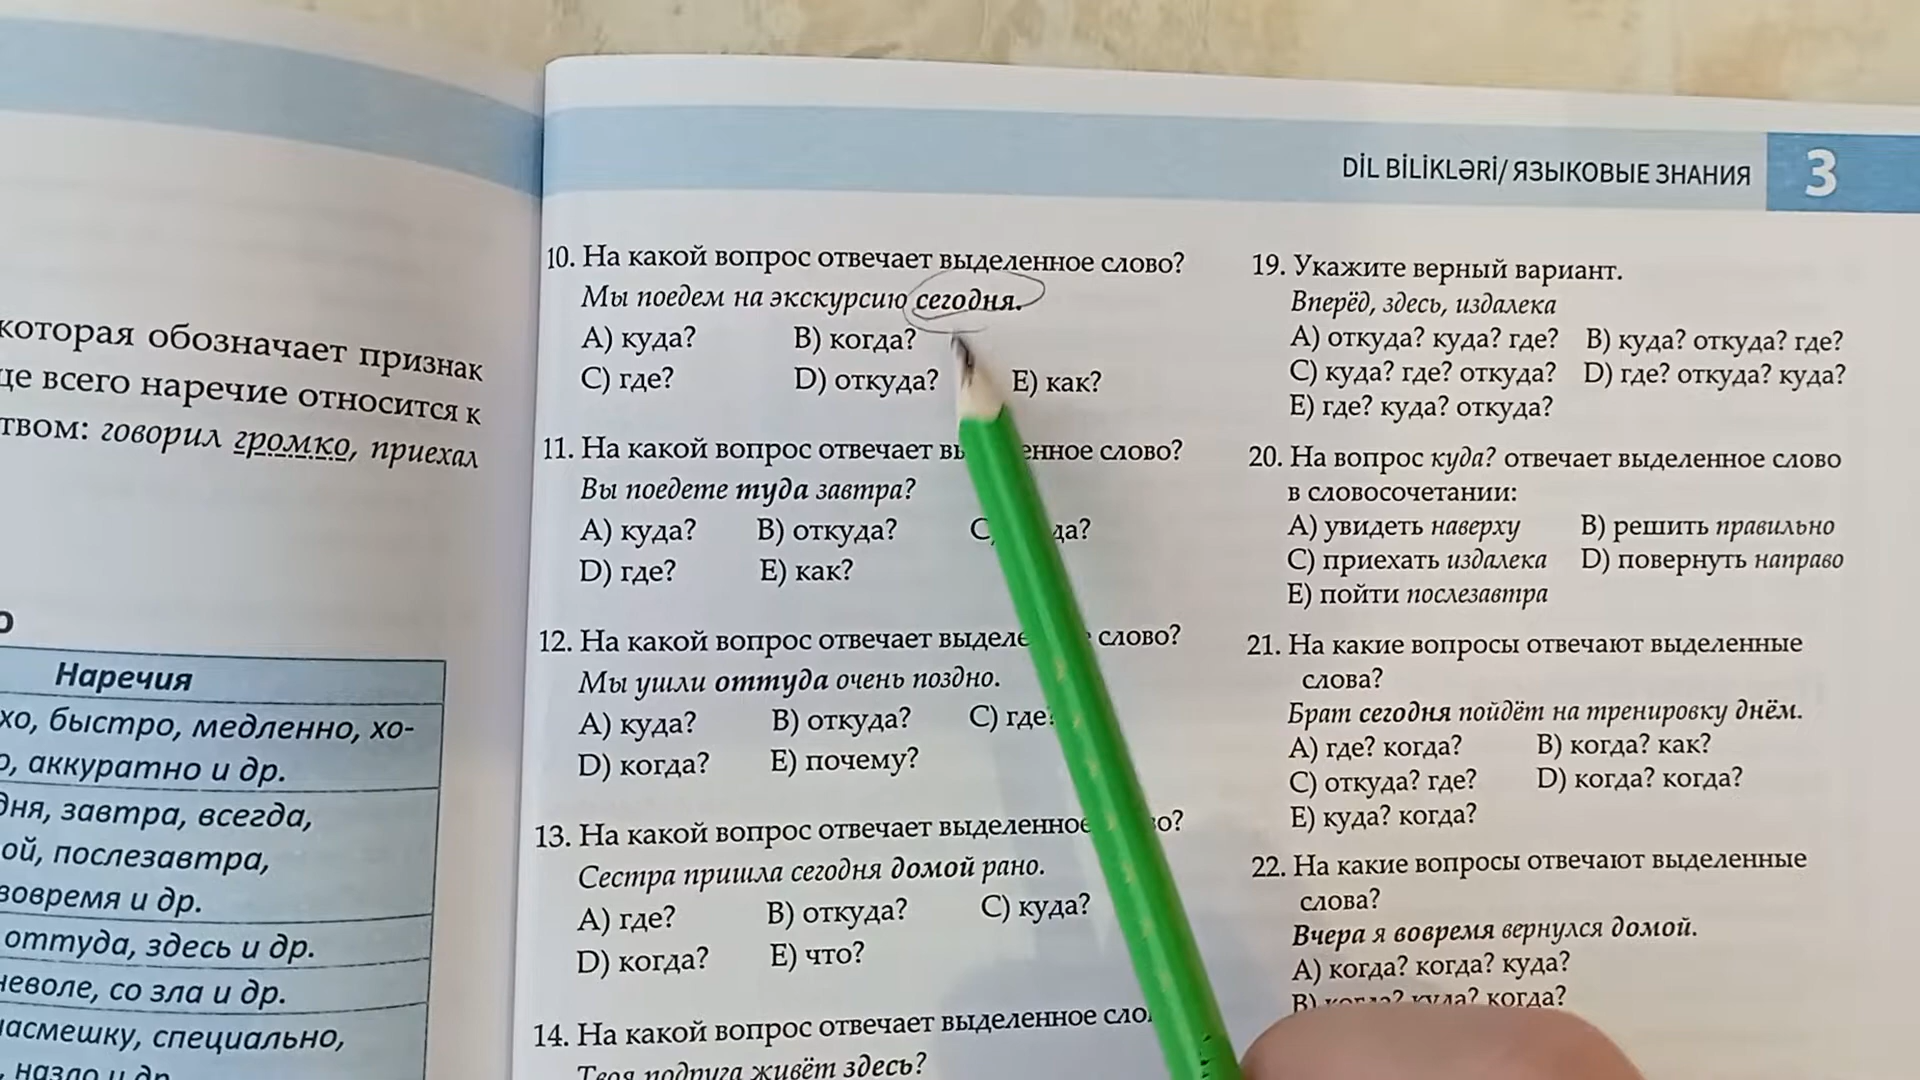 DİL BİLİKLƏRİ/ ЯЗЫКОВЫЕ ЗНАНИЯ 3
которая обозначает признак
всего наречие относится к
говорил громко, приехал
Наречия
быстро, медленно, хо-
аккуратно и др.
завтра, всегда,
послезавтра,
вовремя и др.
оттуда, здесь и др.
со зла и др.
специально,
назло и др
10. На какой вопрос отвечает выделенное слово?
Мы поедем на экскурсию сегодня.
A) куда? B) когда?
C) где? D) откуда? E) как?
11. На какой вопрос отвечает слово?
Вы поедете туда завтра?
A) куда? B) откуда?
D) где? E) как?
12. На какой вопрос отвечает слово?
Мы ушли оттуда очень поздно.
A) куда? B) откуда? C) где?
D) когда? E) почему?
13. На какой вопрос отвечает выделенное
Сестра пришла сегодня домой рано.
A) где? B) откуда? C) куда?
D) когда? E) что?
14. На какой вопрос отвечает выделенное
Твоя подруга живёт здесь?
19. Укажите верный вариант.
Вперёд, здесь, издалека
A) откуда? куда? где? B) куда? откуда? где?
C) куда? где? откуда? D) где? откуда? куда?
E) где? куда? откуда?
20. На вопрос куда? отвечает выделенное слово
в словосочетании:
A) увидеть наверху B) решить правильно
C) приехать издалека D) повернуть направо
E) пойти послезавтра
21. На какие вопросы отвечают выделенные
слова?
Брат сегодня пойдёт на тренировку днём.
A) где? когда? B) когда? как?
C) откуда? где? D) когда? когда?
E) куда? когда?
22. На какие вопросы отвечают выделенные
слова?
Вчера я вовремя вернулся домой.
A) когда? когда? куда?
B) когда? куда? когда?